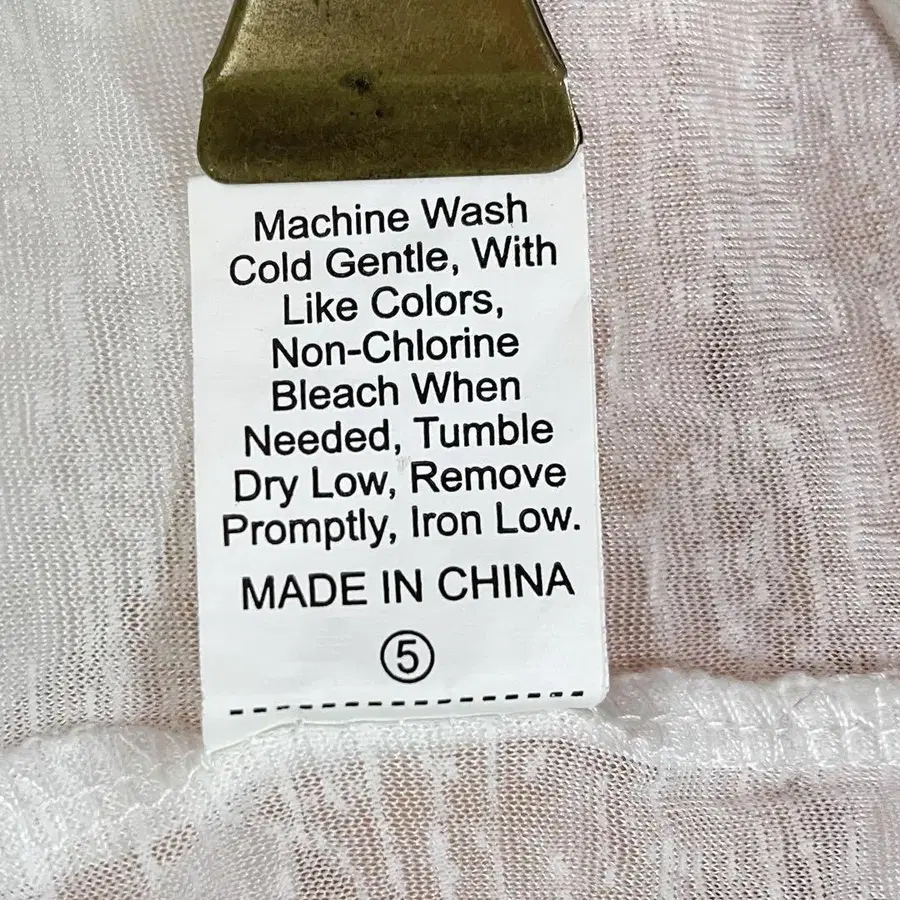 Machine Wash
Cold Gentle, With
Like Colors,
Non-Chlorine
Bleach When
Needed, Tumble
Dry Low, Remove
Promptly, Iron Low.
MADE IN CHINA
⑤